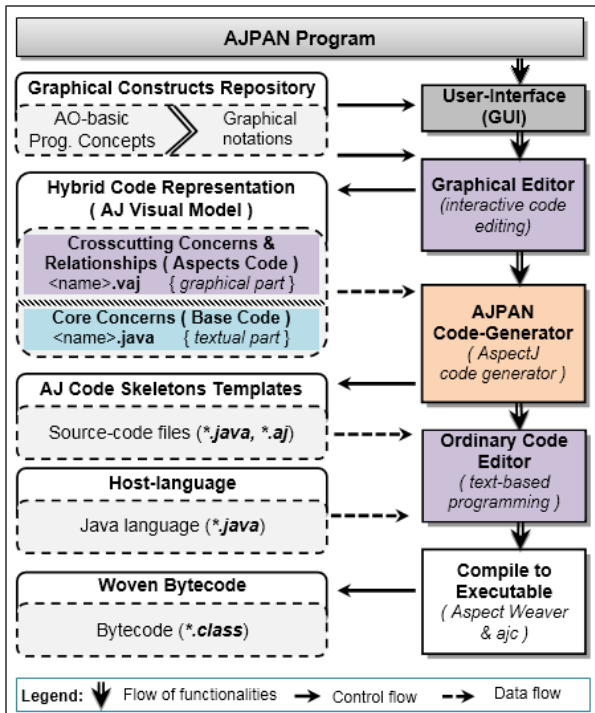 AJPAN Program
Graphical Constructs Repository
AO-basic
Prog. Concepts
Graphical
notations
User-Interface
(GUI)
Hybrid Code Representation
( AJ Visual Model )
Crosscutting Concerns &
Relationships ( Aspects Code )
<name>.vaj { graphical part }
Core Concerns ( Base Code )
<name>.java { textual part }
Graphical Editor
(interactive code
editing)
AJPAN
Code-Generator
( AspectJ
code generator )
AJ Code Skeletons Templates
Source-code files (*.java, *.aj)
Ordinary Code
Editor
( text-based
programming )
Host-language
Java language (*.java)
Woven Bytecode
Bytecode (*.class)
Compile to
Executable
( Aspect Weaver
& ajc )
Legend: Flow of functionalities Control flow Data flow